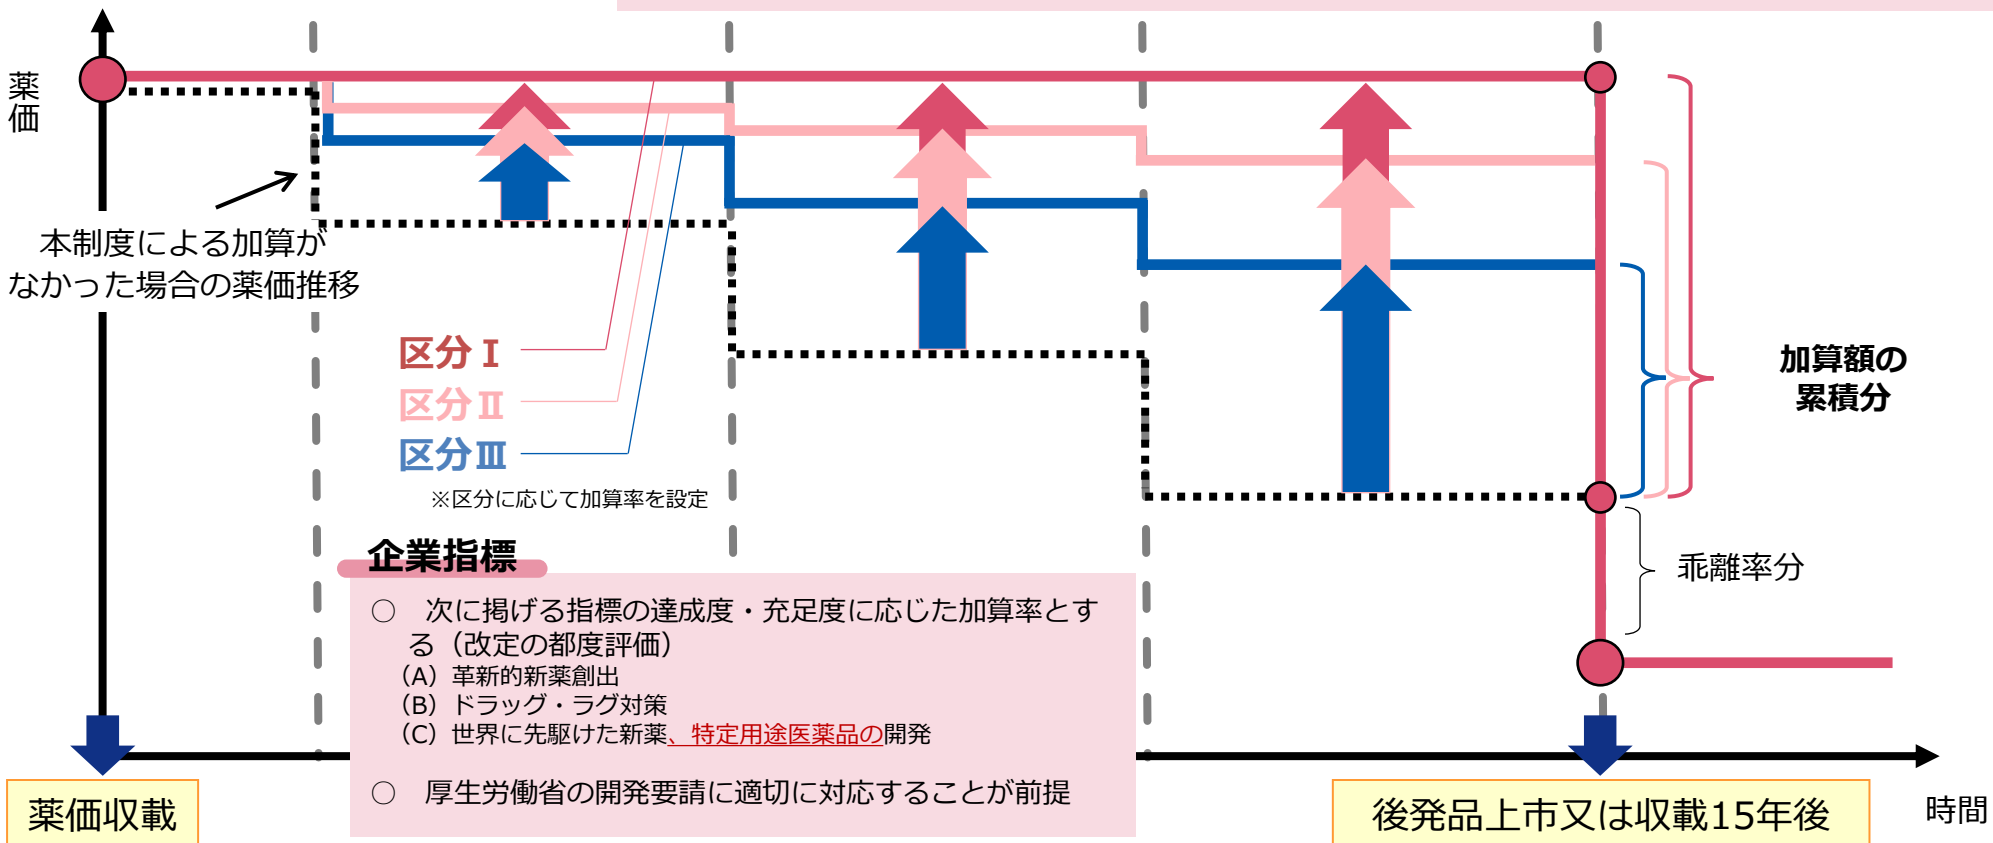 薬価
本制度による加算が
なかった場合の薬価推移
区分Ⅰ
区分Ⅱ
区分Ⅲ
※区分に応じて加算率を設定
加算額の
累積分
乖離率分
企業指標
○ 次に掲げる指標の達成度・充足度に応じた加算率とす
る（改定の都度評価）
（A）革新的新薬創出
（B）ドラッグ・ラグ対策
（C）世界に先駆けた新薬、特定用途医薬品の開発
○ 厚生労働省の開発要請に適切に対応することが前提
薬価収載
後発品上市又は収載15年後
時間